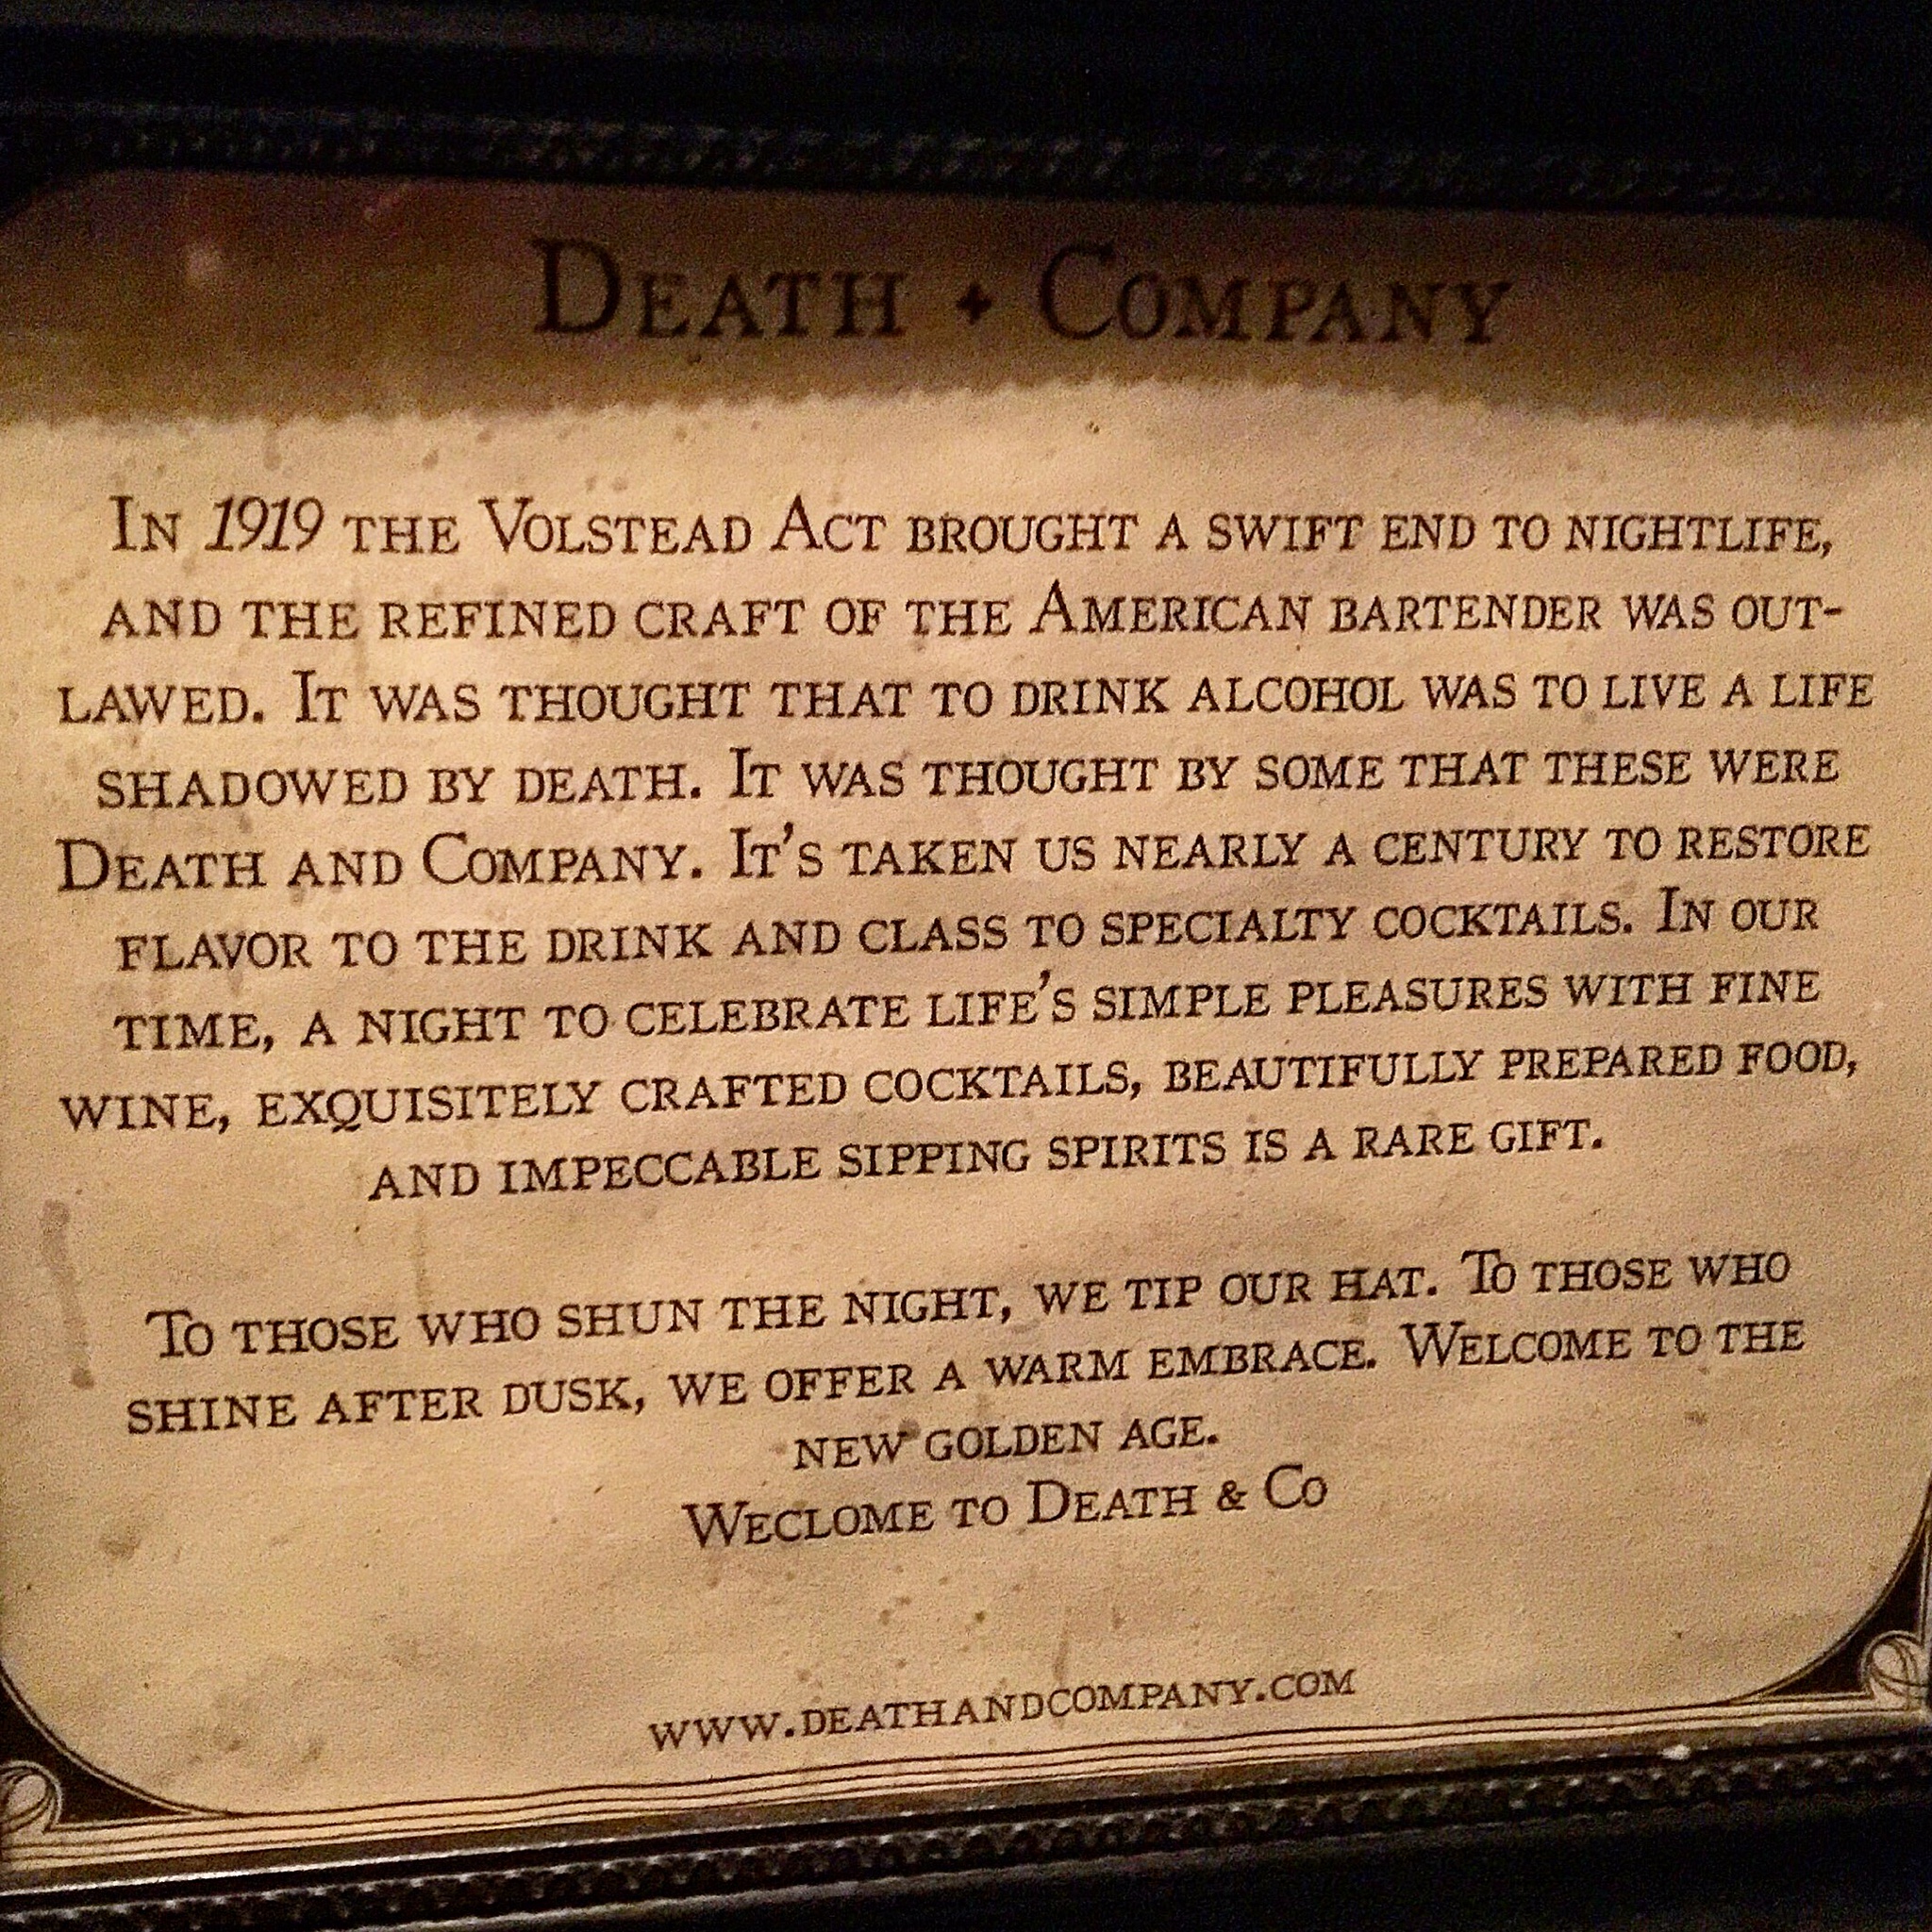 Death ✦ Company
In 1919 the Volstead Act brought a swift end to nightlife,
and the refined craft of the American bartender was out-
lawed. It was thought that to drink alcohol was to live a life
shadowed by death. It was thought by some that these were
Death and Company. It's taken us nearly a century to restore
flavor to the drink and class to specialty cocktails. In our
time, a night to celebrate life's simple pleasures with fine
wine, exquisitely crafted cocktails, beautifully prepared food,
and impeccable sipping spirits is a rare gift.
To those who shun the night, we tip our hat. To those who
shine after dusk, we offer a warm embrace. Welcome to the
new golden age.
Weclome to Death & Co
www.deathandcompany.com